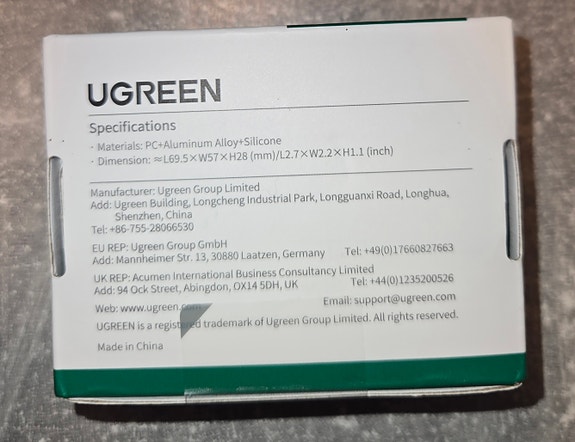 UGREEN
Specifications
· Materials: PC+Aluminum Alloy+Silicone
· Dimension: ≈L69.5×W57×H28 (mm)/L2.7×W2.2×H1.1 (inch)
Manufacturer: Ugreen Group Limited
Add: Ugreen Building, Longcheng Industrial Park, Longguanxi Road, Longhua,
Shenzhen, China
Tel: +86-755-28066530
EU REP: Ugreen Group GmbH
Add: Mannheimer Str. 13, 30880 Laatzen, Germany Tel: +49(0)17660827663
UK REP: Acumen International Business Consultancy Limited
Add: 94 Ock Street, Abingdon, OX14 5DH, UK Tel: +44(0)1235200526
Web: www.ugreen.com Email: support@ugreen.com
UGREEN is a registered trademark of Ugreen Group Limited. All rights reserved.
Made in China